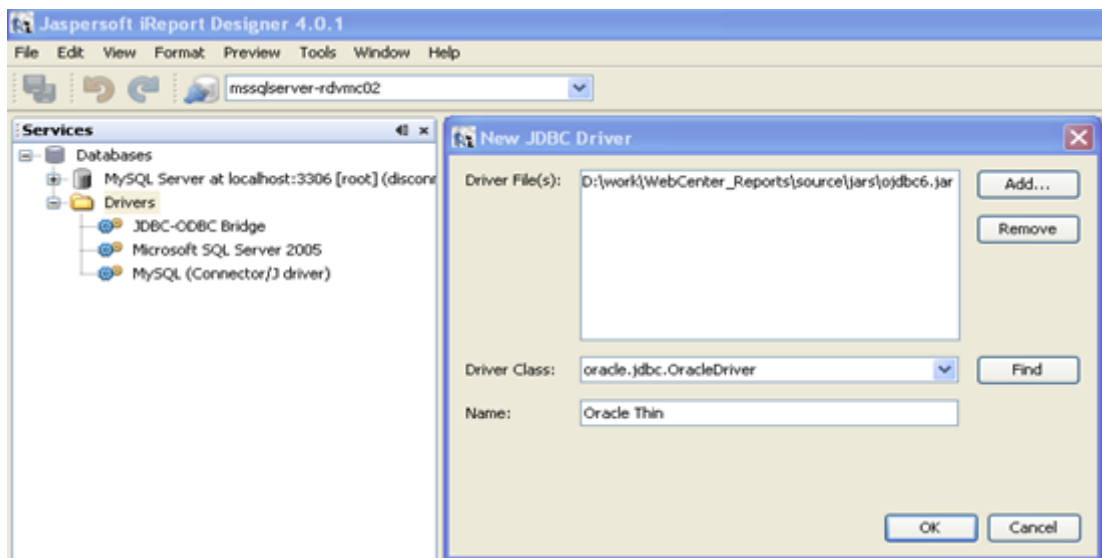 Jaspersoft iReport Designer 4.0.1
File Edit View Format Preview Tools Window Help
mssqlserver-rdvmc02
Services
Databases
MySQL Server at localhost:3306 [root] (disconr
Drivers
JDBC-ODBC Bridge
Microsoft SQL Server 2005
MySQL (Connector/J driver)
New JDBC Driver
Driver File(s): D:\work\WebCenter_Reports\source\jars\ojdbc6.jar Add...
Remove
Driver Class: oracle.jdbc.OracleDriver Find
Name: Oracle Thin
OK Cancel